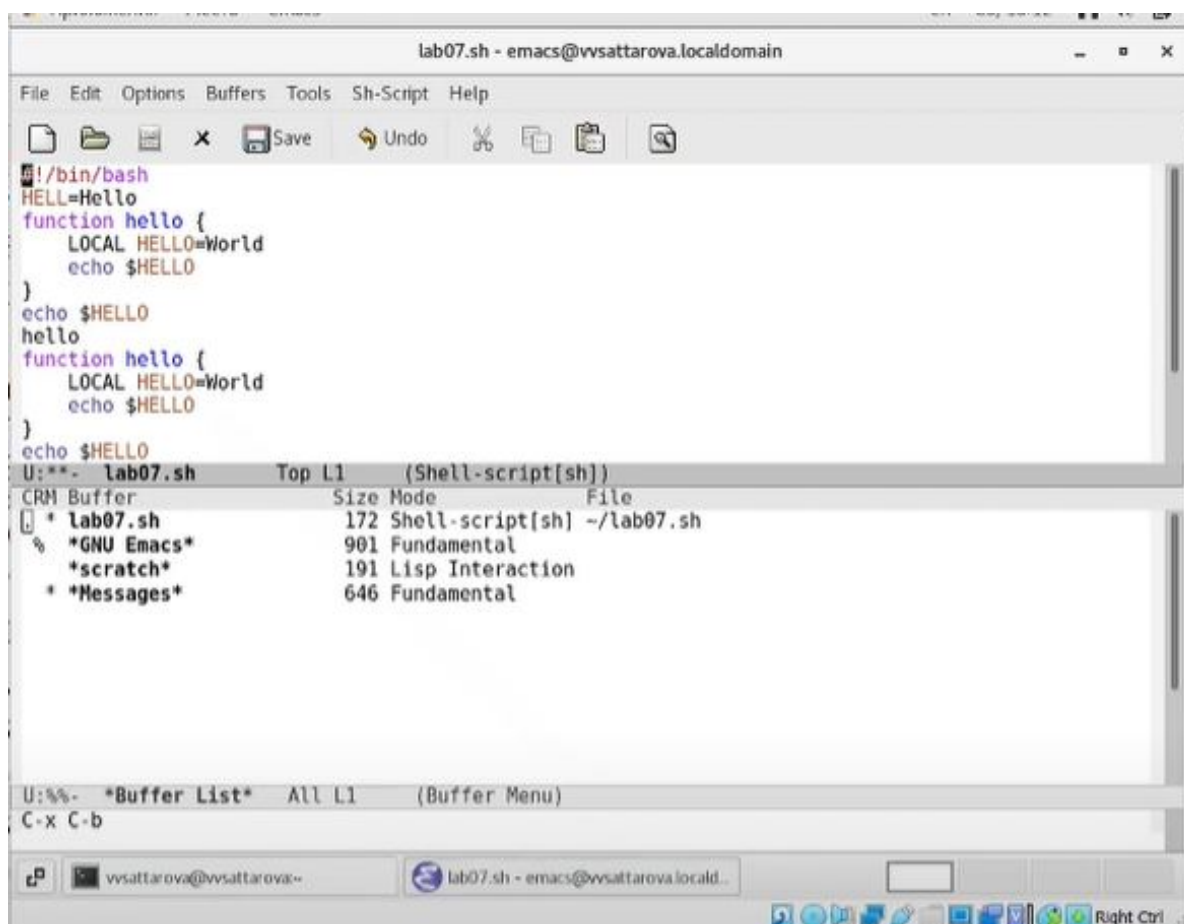 lab07.sh - emacs@vvsattarova.localdomain
File Edit Options Buffers Tools Sh-Script Help
Save Undo
#!/bin/bash
HELL=Hello
function hello {
LOCAL HELLO=World
echo $HELLO
}
echo $HELLO
hello
function hello {
LOCAL HELLO=World
echo $HELLO
}
echo $HELLO
U:**- lab07.sh Top L1 (Shell-script[sh])
CRM Buffer Size Mode File
. * lab07.sh 172 Shell-script[sh] ~/lab07.sh
% *GNU Emacs* 901 Fundamental
*scratch* 191 Lisp Interaction
* *Messages* 646 Fundamental
U:%%- *Buffer List* All L1 (Buffer Menu)
C-x C-b
vvsattarova@vvsattarova:~ lab07.sh - emacs@vvsattarova.locald...
Right Ctrl